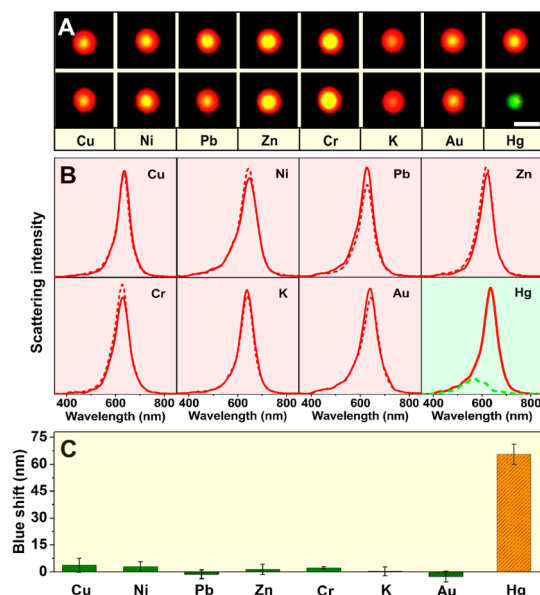 A
Cu Ni Pb Zn Cr K Au Hg
B
Cu Ni Pb Zn
Cr K Au Hg
Scattering intensity
400 600 800 400 600 800 400 600 800 400 600 800
Wavelength (nm) Wavelength (nm) Wavelength (nm) Wavelength (nm)
C
75
60
45
30
15
0
Blue shift (nm)
Cu Ni Pb Zn Cr K Au Hg